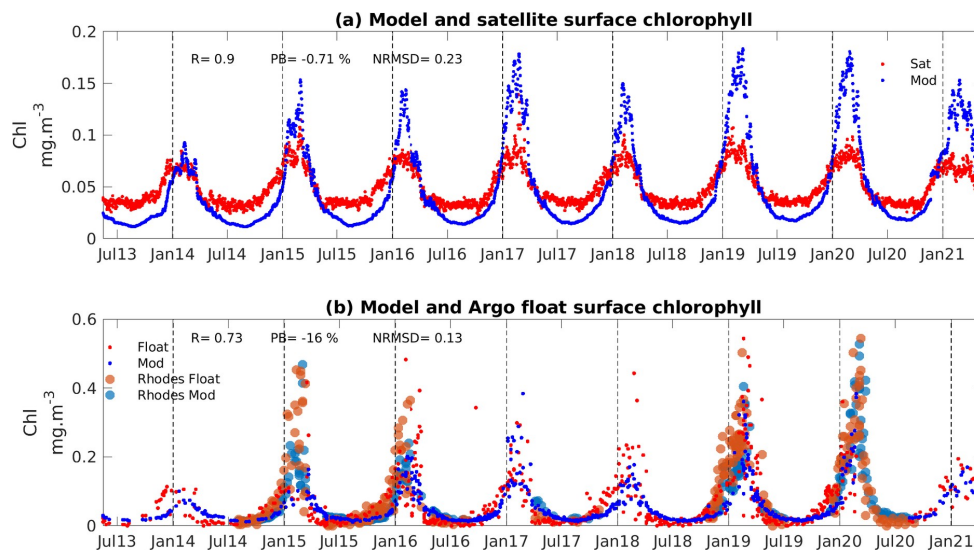 (a) Model and satellite surface chlorophyll
0.2
0.15
0.1
0.05
0
Chl
mg.m-3
R= 0.9 PB= -0.71 % NRMSD= 0.23
Sat
Mod
Jul13 Jan14 Jul14 Jan15 Jul15 Jan16 Jul16 Jan17 Jul17 Jan18 Jul18 Jan19 Jul19 Jan20 Jul20 Jan21
(b) Model and Argo float surface chlorophyll
0.6
0.4
0.2
0
Chl
mg.m-3
R= 0.73 PB= -16 % NRMSD= 0.13
Float
Mod
Rhodes Float
Rhodes Mod
Jul13 Jan14 Jul14 Jan15 Jul15 Jan16 Jul16 Jan17 Jul17 Jan18 Jul18 Jan19 Jul19 Jan20 Jul20 Jan21